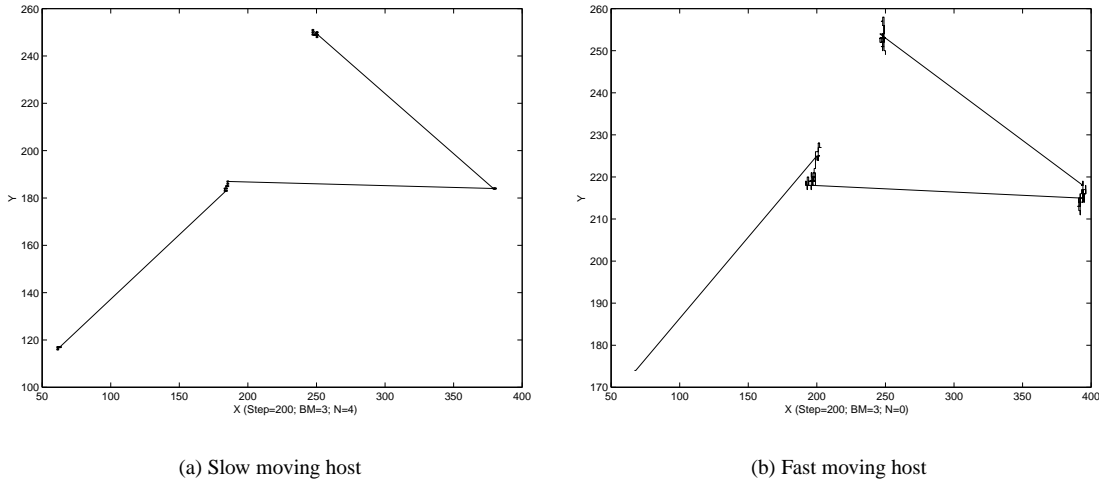 260
240
220
200
180
160
140
120
100
Y
50 100 150 200 250 300 350 400
X (Step=200; BM=3; N=4)
(a) Slow moving host
260
250
240
230
220
210
200
190
180
170
Y
50 100 150 200 250 300 350 400
X (Step=200; BM=3; N=0)
(b) Fast moving host